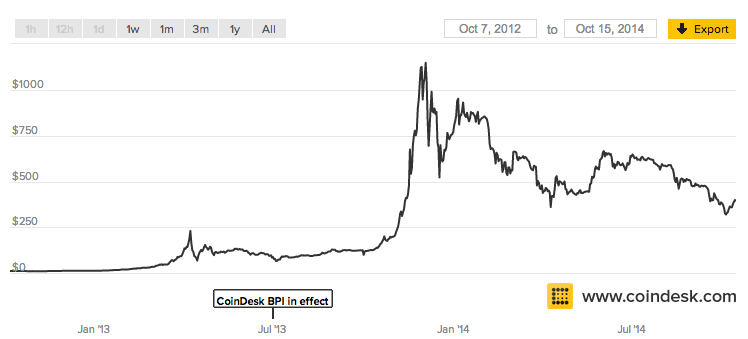 1h 12h 1d 1w 1m 3m 1y All Oct 7, 2012 to Oct 15, 2014 Export
$1000
$750
$500
$250
$0
CoinDesk BPI in effect
www.coindesk.com
Jan '13 Jul '13 Jan '14 Jul '14